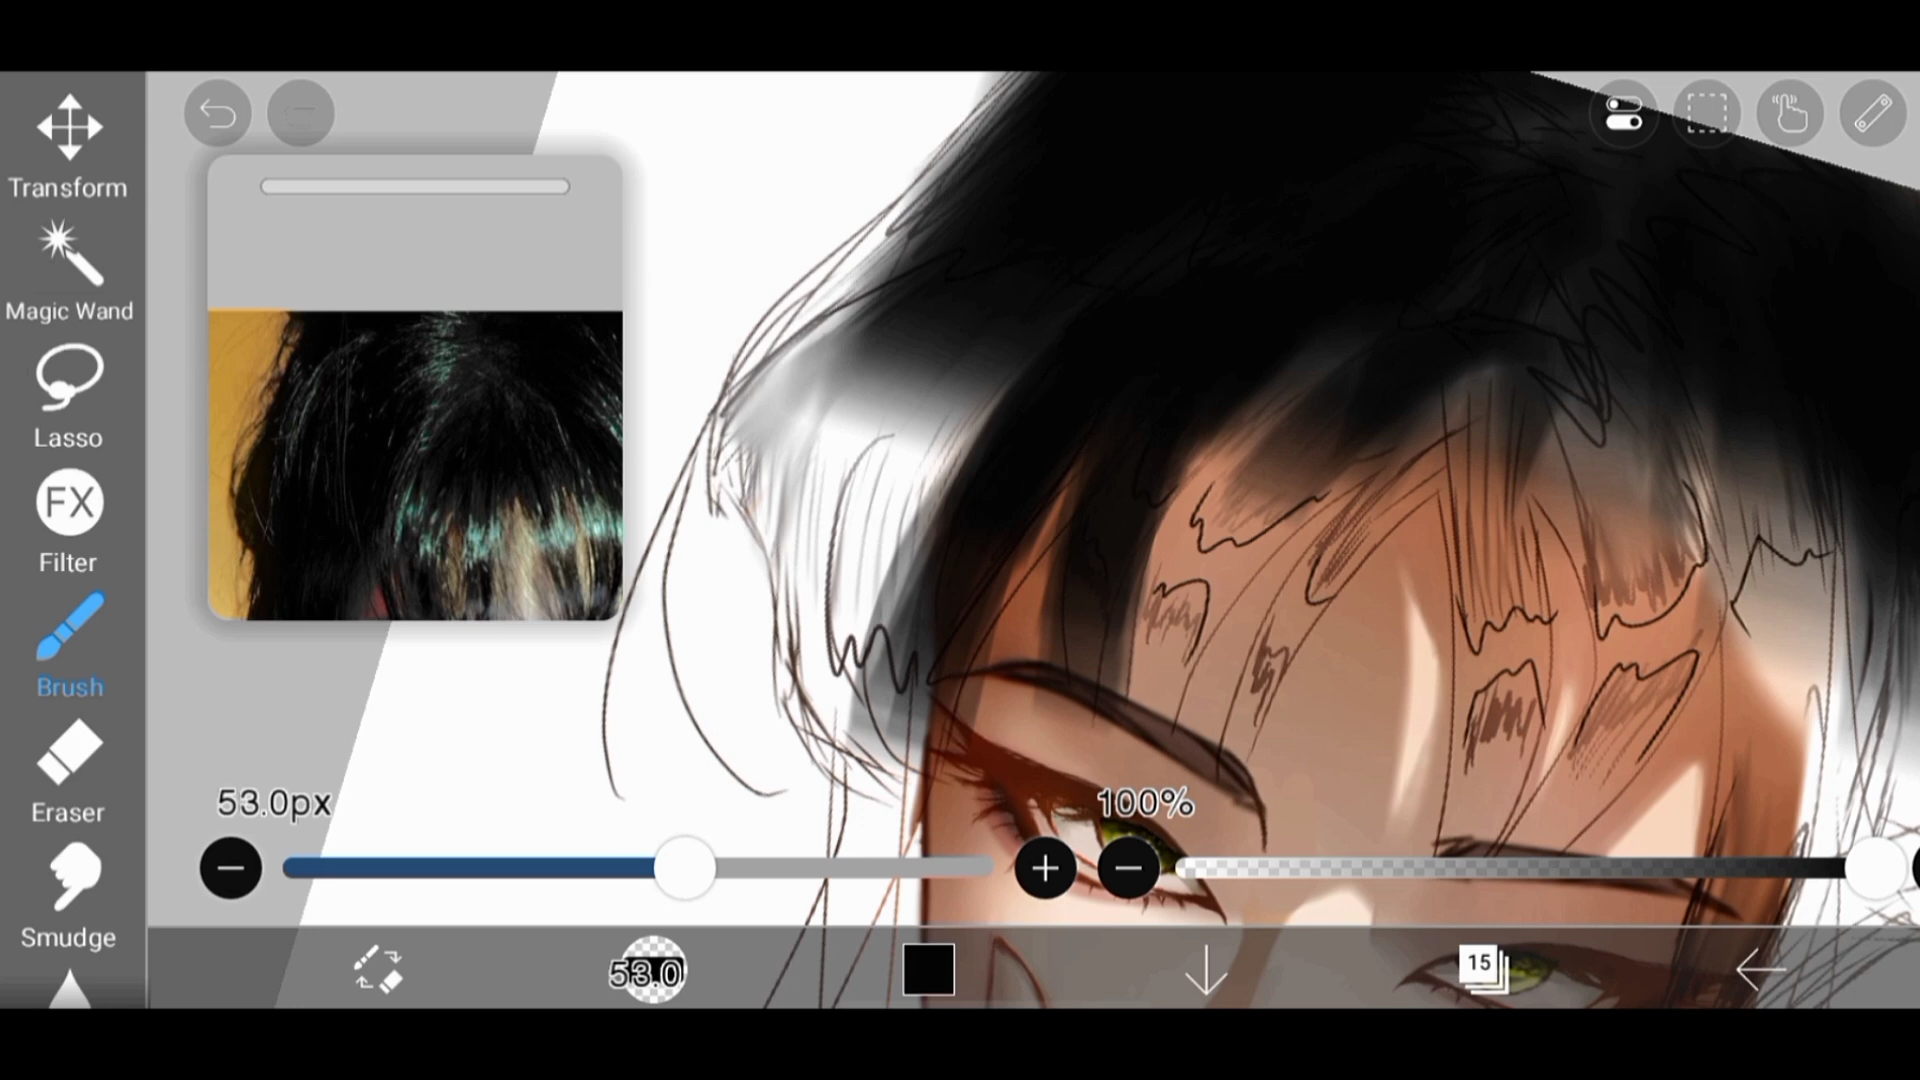 Transform
Magic Wand
Lasso
FX
Filter
Brush
Eraser
Smudge
53.0px
100%
53.0
15